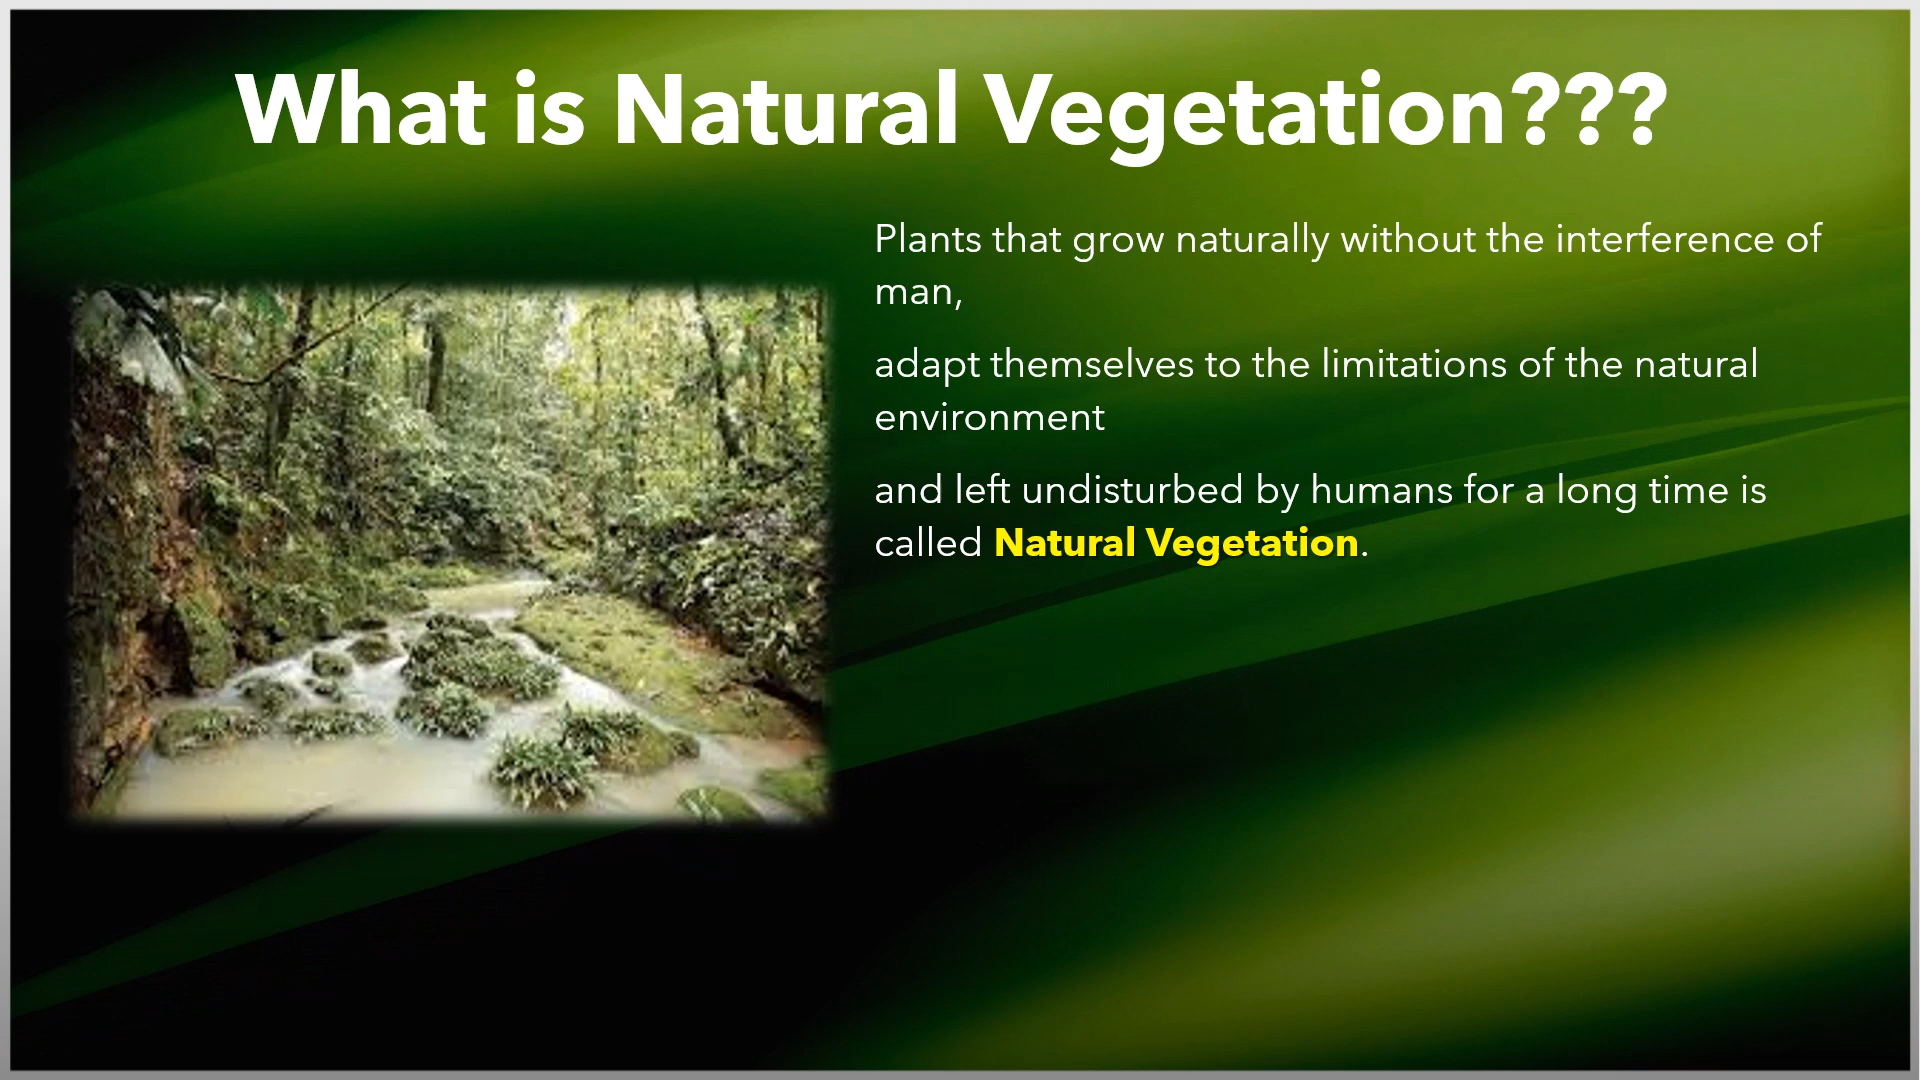 What is Natural Vegetation???
Plants that grow naturally without the interference of
man,
adapt themselves to the limitations of the natural
environment
and left undisturbed by humans for a long time is
called Natural Vegetation.